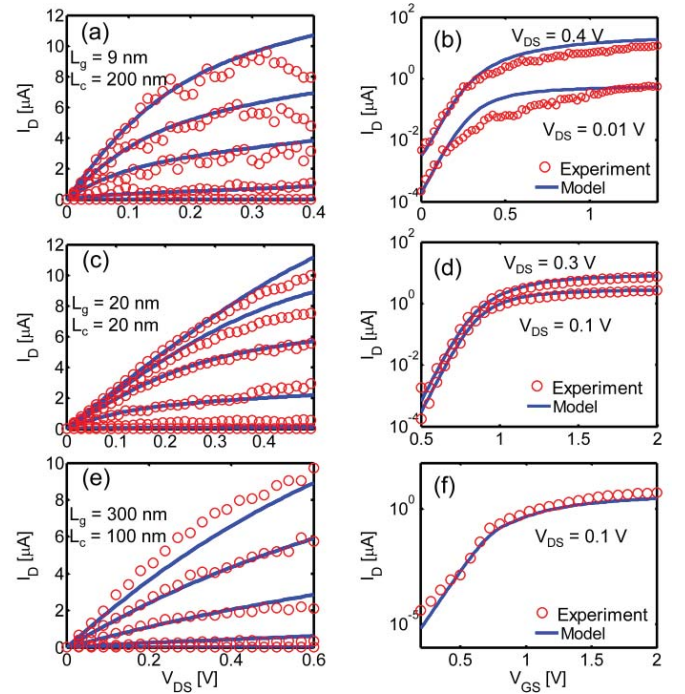 (a)
L_g = 9 nm
L_c = 200 nm
I_D [μA]
12
10
8
6
4
2
0
0
0.1
0.2
0.3
0.4
(b)
V_DS = 0.4 V
V_DS = 0.01 V
Experiment
Model
I_D [μA]
10^2
10^0
10^-2
10^-4
0
0.5
1
(c)
L_g = 20 nm
L_c = 20 nm
I_D [μA]
12
10
8
6
4
2
0
0
0.1
0.2
0.3
0.4
(d)
V_DS = 0.3 V
V_DS = 0.1 V
Experiment
Model
I_D [μA]
10^2
10^0
10^-2
10^-4
0.5
1
1.5
2
(e)
L_g = 300 nm
L_c = 100 nm
I_D [μA]
10
8
6
4
2
0
0
0.2
0.4
0.6
V_DS [V]
(f)
V_DS = 0.1 V
Experiment
Model
I_D [μA]
10^0
10^-5
0.5
1
1.5
2
V_GS [V]